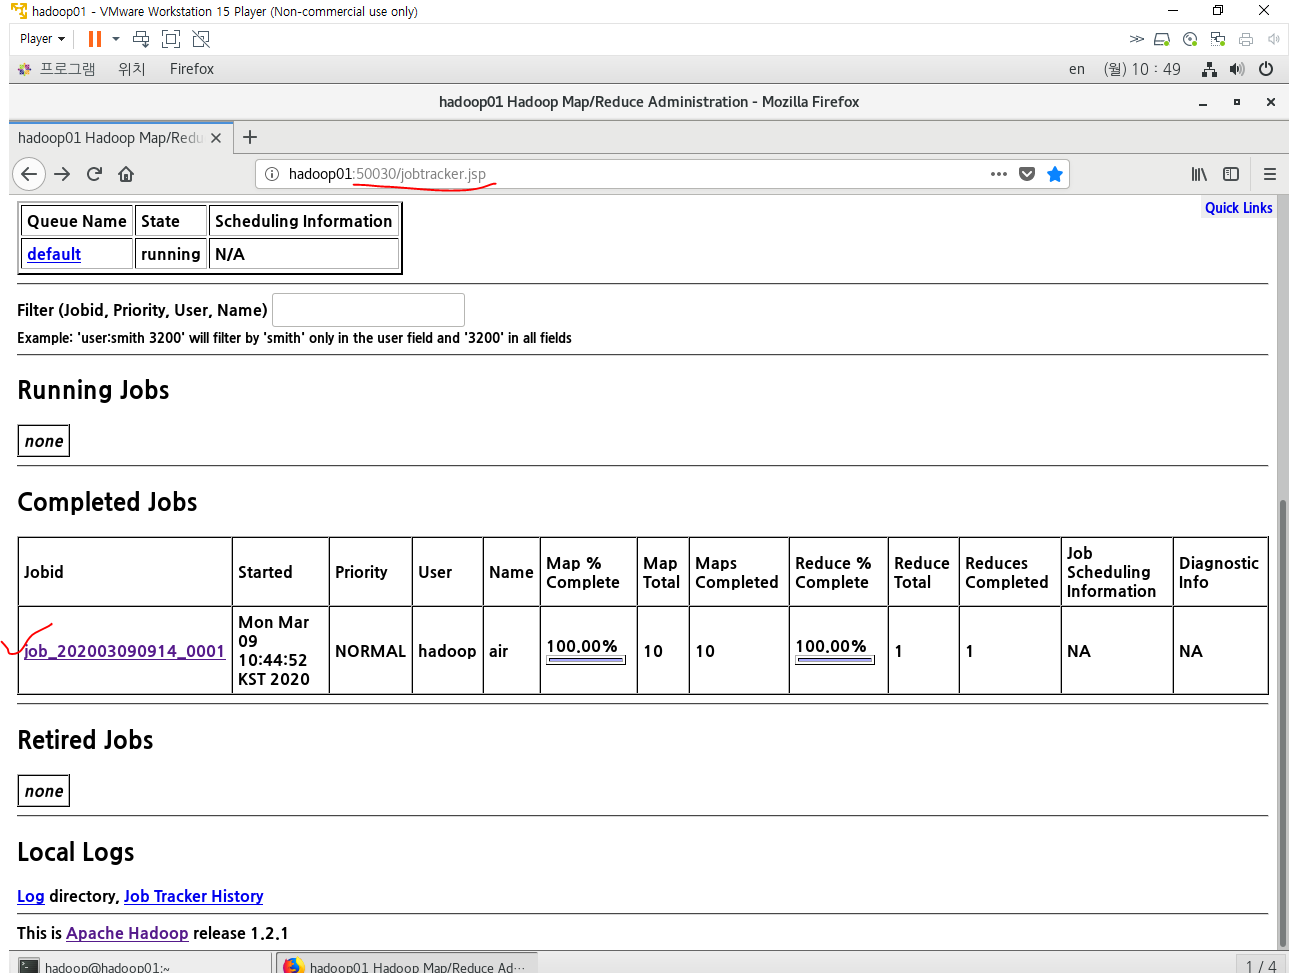 hadoop01 - VMware Workstation 15 Player (Non-commercial use only)
Player
프로그램 위치 Firefox en (월) 10 : 49
hadoop01 Hadoop Map/Reduce Administration - Mozilla Firefox
hadoop01 Hadoop Map/Redu
hadoop01:50030/jobtracker.jsp
Quick Links
Queue Name State Scheduling Information
default running N/A
Filter (Jobid, Priority, User, Name)
Example: 'user:smith 3200' will filter by 'smith' only in the user field and '3200' in all fields
Running Jobs
none
Completed Jobs
Jobid Started Priority User Name Map % Complete Map Total Maps Completed Reduce % Complete Reduce Total Reduces Completed Job Scheduling Information Diagnostic Info
job_202003090914_0001 Mon Mar 09 10:44:52 KST 2020 NORMAL hadoop air 100.00% 10 10 100.00% 1 1 NA NA
Retired Jobs
none
Local Logs
Log directory, Job Tracker History
This is Apache Hadoop release 1.2.1
hadoop@hadoop01:~ hadoop01 Hadoop Map/Reduce Ad··· 1 / 4